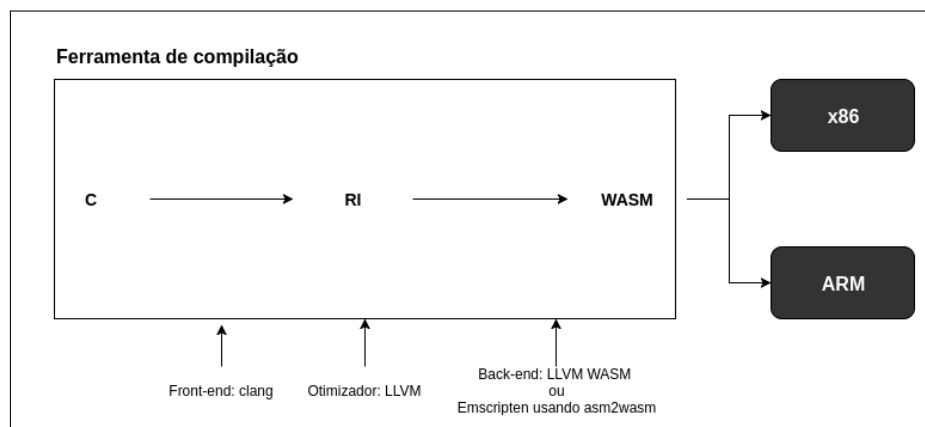 Ferramenta de compilação
x86
C
RI
WASM
ARM
Front-end: clang
Otimizador: LLVM
Back-end: LLVM WASM
ou
Emscripten usando asm2wasm